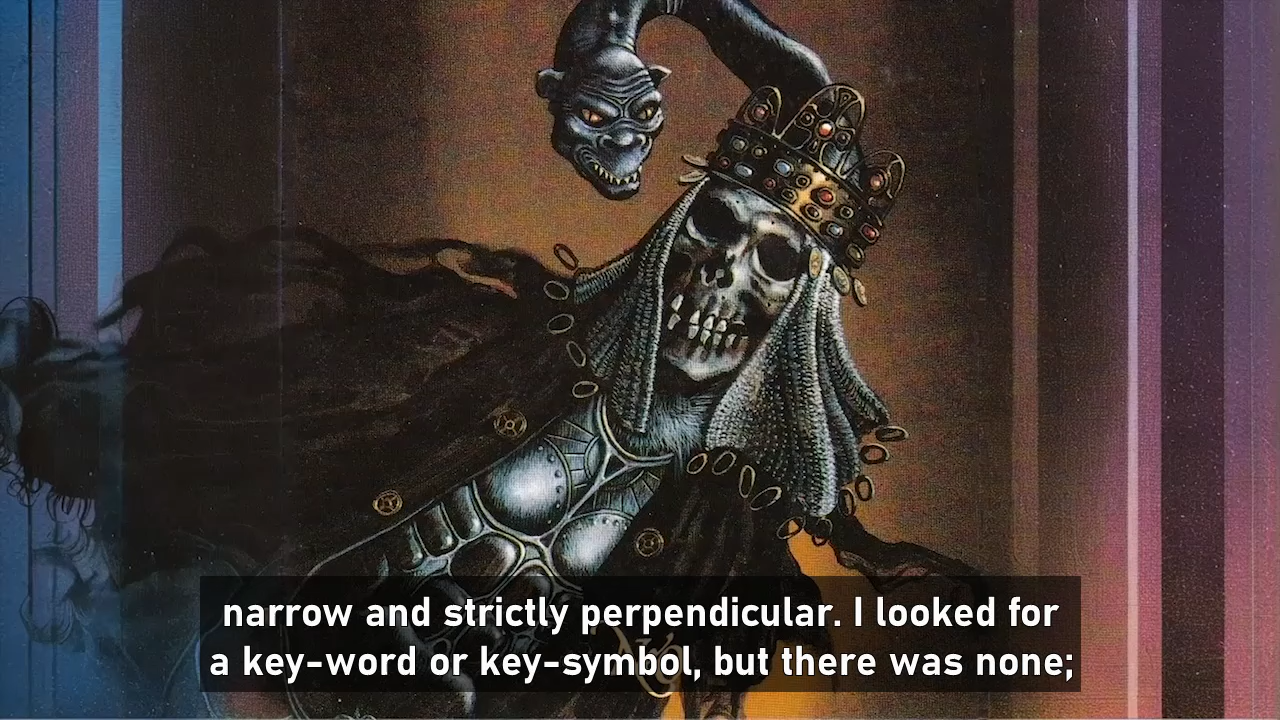 narrow and strictly perpendicular. I looked for
a key-word or key-symbol, but there was none;